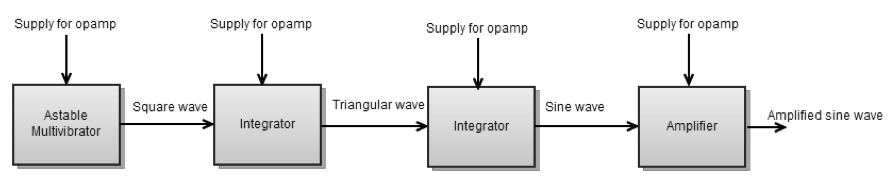 Supply for opamp
Supply for opamp
Supply for opamp
Supply for opamp
Astable
Multivibrator
Square wave
Integrator
Triangular wave
Integrator
Sine wave
Amplifier
Amplified sine wave